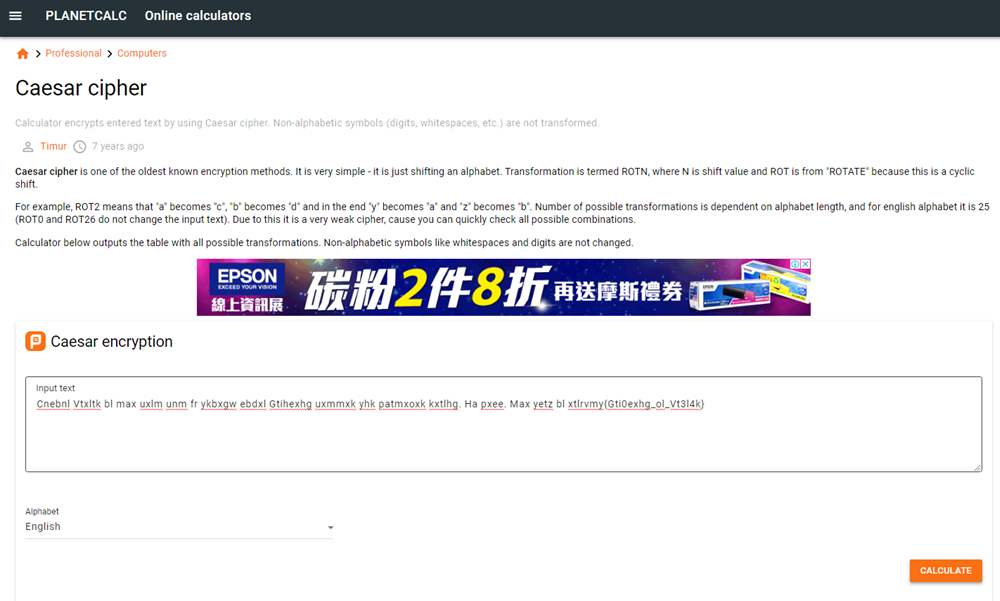 PLANETCALC Online calculators
Professional Computers
Caesar cipher
Calculator encrypts entered text by using Caesar cipher. Non-alphabetic symbols (digits, whitespaces, etc.) are not transformed.
Timur 7 years ago
Caesar cipher is one of the oldest known encryption methods. It is very simple - it is just shifting an alphabet. Transformation is termed ROTN, where N is shift value and ROT is from "ROTATE" because this is a cyclic
shift.
For example, ROT2 means that "a" becomes "c", "b" becomes "d" and in the end "y" becomes "a" and "z" becomes "b". Number of possible transformations is dependent on alphabet length, and for english alphabet it is 25
(ROT0 and ROT26 do not change the input text). Due to this it is a very weak cipher, cause you can quickly check all possible combinations.
Calculator below outputs the table with all possible transformations. Non-alphabetic symbols like whitespaces and digits are not changed.
EPSON
EXCEED YOUR VISION
線上資訊展
碳粉2件8折 再送摩斯禮券
Caesar encryption
Input text
Cnebnl Vtxltk bl max uxlm unm fr ykbxgw ebdxl Gtihexhg uxmmxk yhk patmxoxk kxtlhg. Ha pxee. Max yetz bl xtlrvmy{Gti0exhg_ol_Vt3l4k}
Alphabet
English
CALCULATE